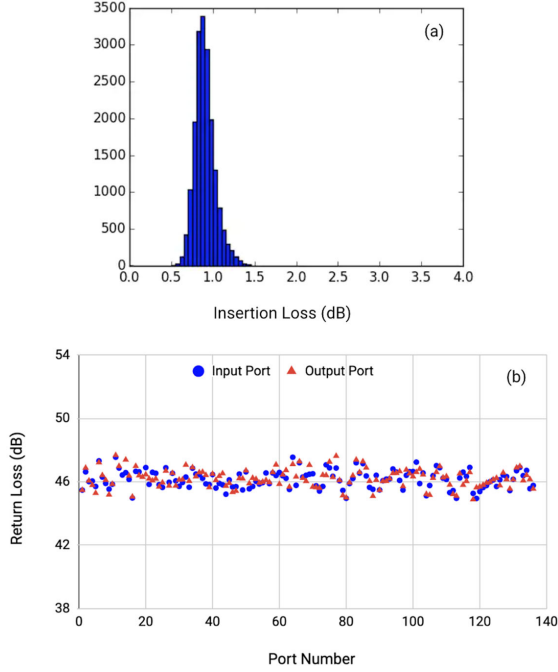 3500
(a)
3000
2500
2000
1500
1000
500
0
0.0 0.5 1.0 1.5 2.0 2.5 3.0 3.5 4.0
Insertion Loss (dB)
54
Input Port Output Port
(b)
50
Return Loss (dB)
46
42
38
0 20 40 60 80 100 120 140
Port Number